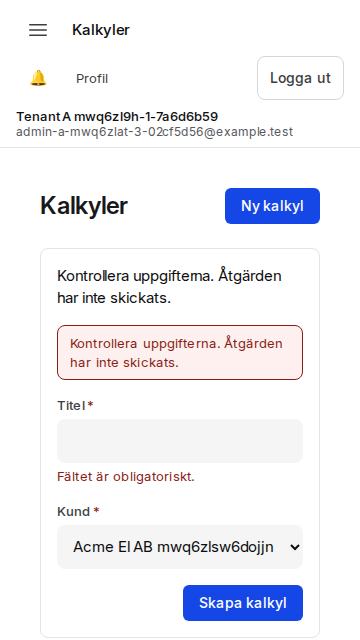 Kalkyler
Profil
Logga ut
Tenant A mwq6zl9h-1-7a6d6b59
admin-a-mwq6zlat-3-02cf5d56@example.test
Kalkyler
Ny kalkyl
Kontrollera uppgifterna. Åtgärden
har inte skickats.
Kontrollera uppgifterna. Åtgärden
har inte skickats.
Titel *
Fältet är obligatoriskt.
Kund *
Acme El AB mwq6zlsw6dojjn
Skapa kalkyl